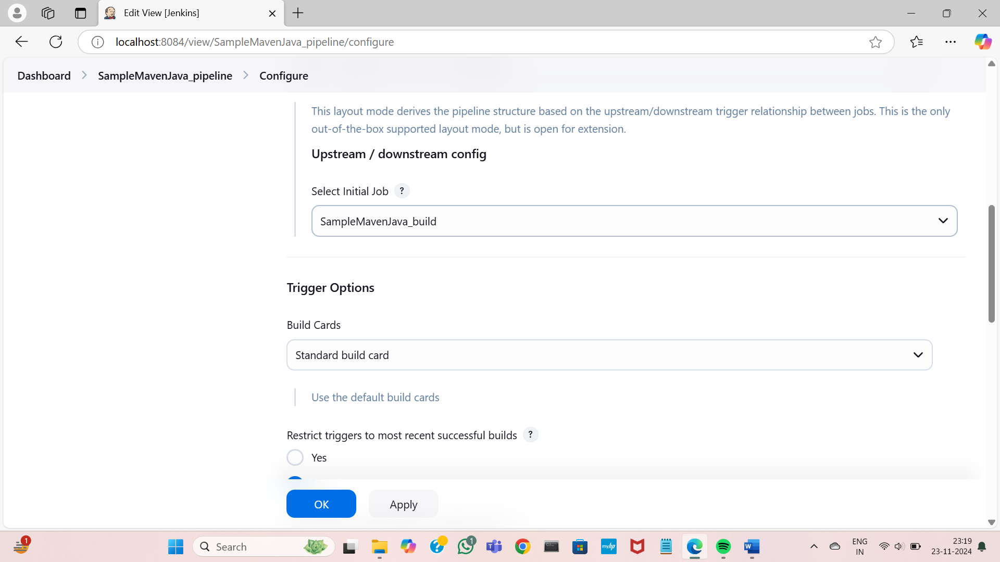 Edit View [Jenkins]
localhost:8084/view/SampleMavenJava_pipeline/configure
Dashboard > SampleMavenJava_pipeline > Configure
This layout mode derives the pipeline structure based on the upstream/downstream trigger relationship between jobs. This is the only
out-of-the-box supported layout mode, but is open for extension.
Upstream / downstream config
Select Initial Job ?
SampleMavenJava_build
Trigger Options
Build Cards
Standard build card
Use the default build cards
Restrict triggers to most recent successful builds ?
Yes
OK Apply
1
Search
1
T
myhp
W
ENG
IN
23:19
23-11-2024